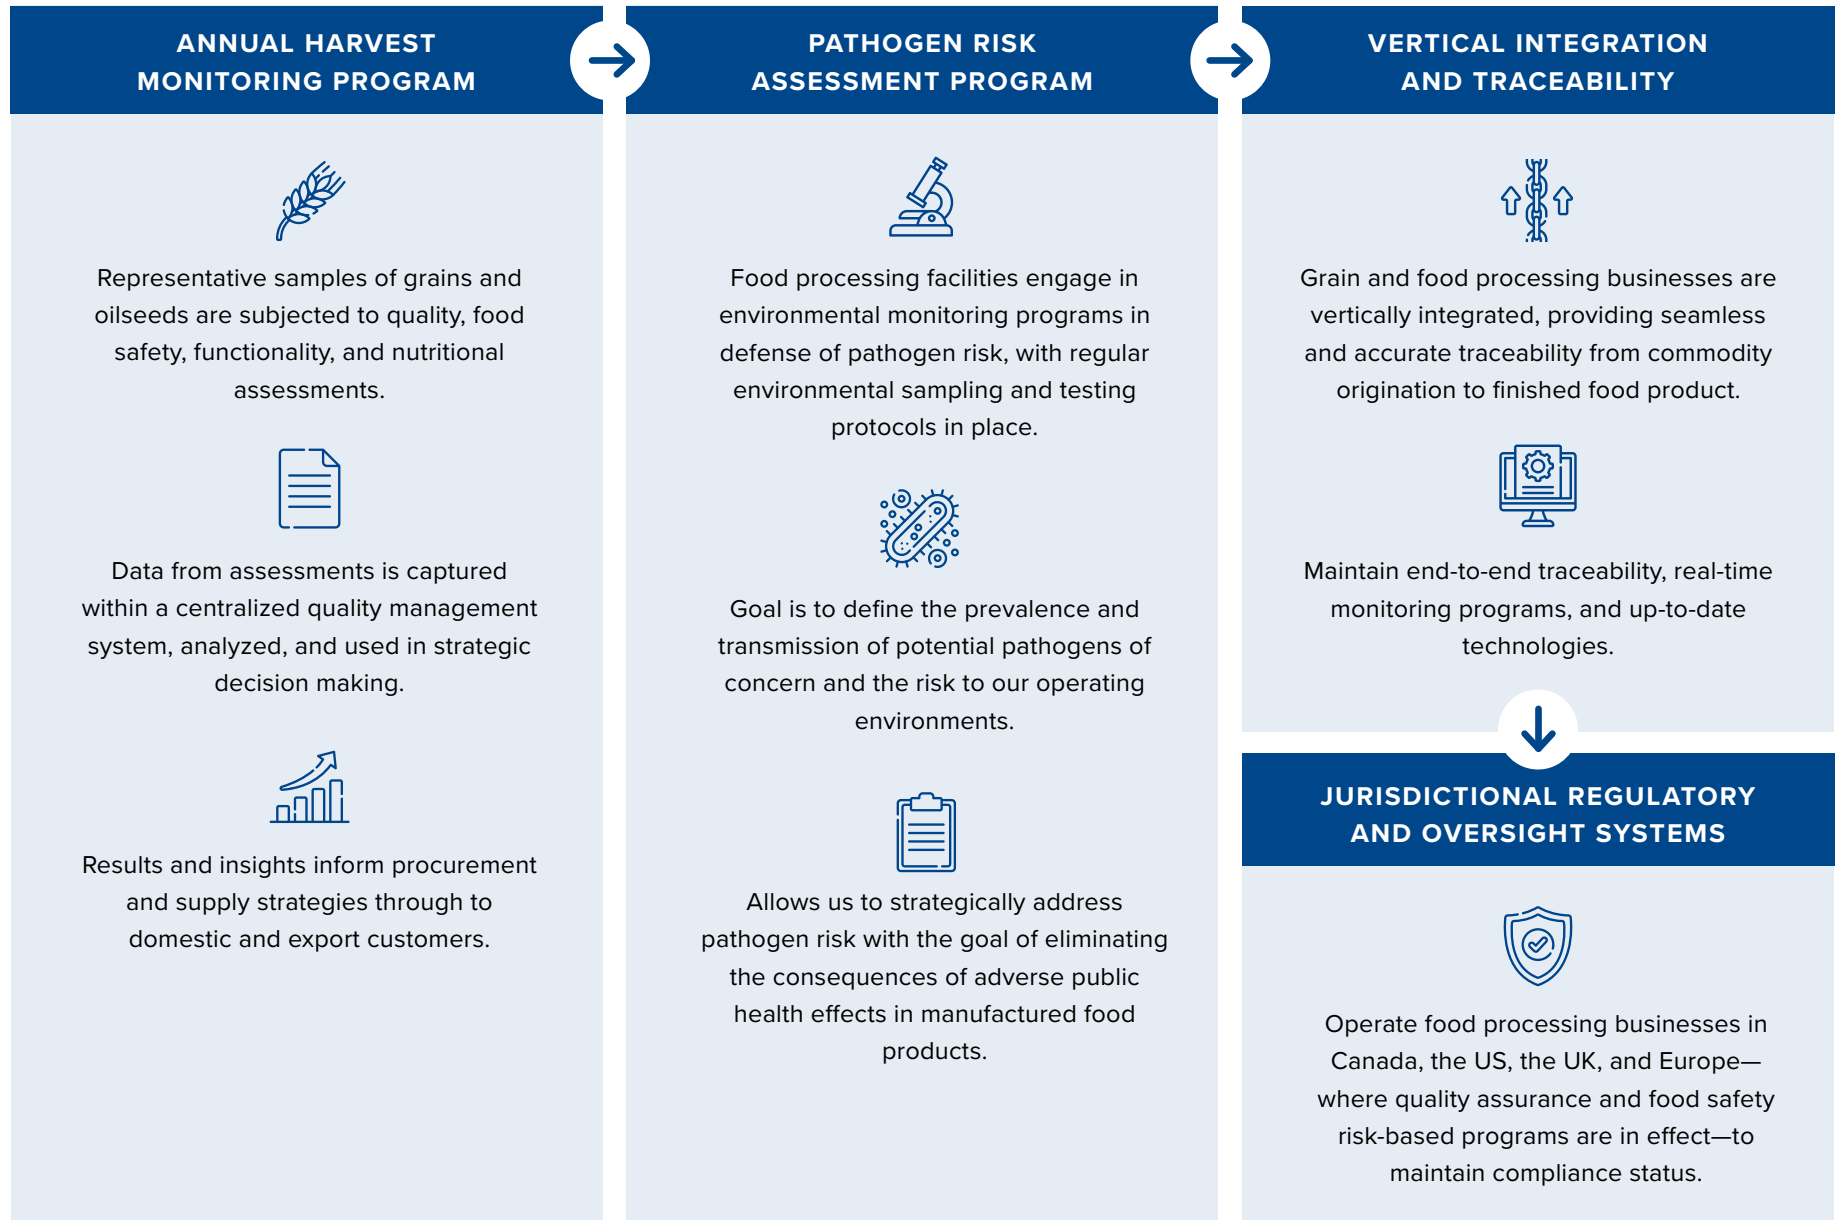 ANNUAL HARVEST
MONITORING PROGRAM
Representative samples of grains and
oilseeds are subjected to quality, food
safety, functionality, and nutritional
assessments.
Data from assessments is captured
within a centralized quality management
system, analyzed, and used in strategic
decision making.
Results and insights inform procurement
and supply strategies through to
domestic and export customers.
PATHOGEN RISK
ASSESSMENT PROGRAM
Food processing facilities engage in
environmental monitoring programs in
defense of pathogen risk, with regular
environmental sampling and testing
protocols in place.
Goal is to define the prevalence and
transmission of potential pathogens of
concern and the risk to our operating
environments.
Allows us to strategically address
pathogen risk with the goal of eliminating
the consequences of adverse public
health effects in manufactured food
products.
VERTICAL INTEGRATION
AND TRACEABILITY
Grain and food processing businesses are
vertically integrated, providing seamless
and accurate traceability from commodity
origination to finished food product.
Maintain end-to-end traceability, real-time
monitoring programs, and up-to-date
technologies.
JURISDICTIONAL REGULATORY
AND OVERSIGHT SYSTEMS
Operate food processing businesses in
Canada, the US, the UK, and Europe—
where quality assurance and food safety
risk-based programs are in effect—to
maintain compliance status.